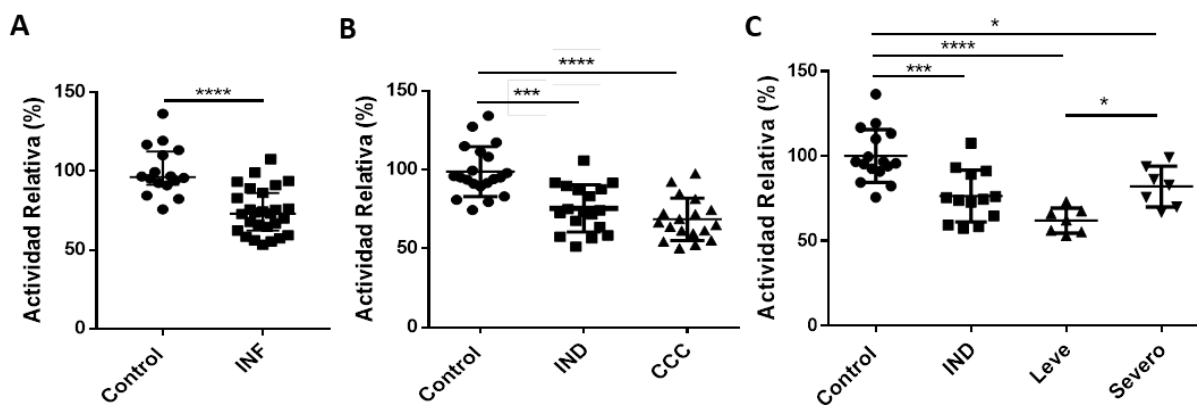 A
Actividad Relativa (%)
150
100
50
0
****
Control
INF
B
Actividad Relativa (%)
150
100
50
0
****
***
Control
IND
CCC
C
Actividad Relativa (%)
150
100
50
0
*
****
***
*
Control
IND
Leve
Severo